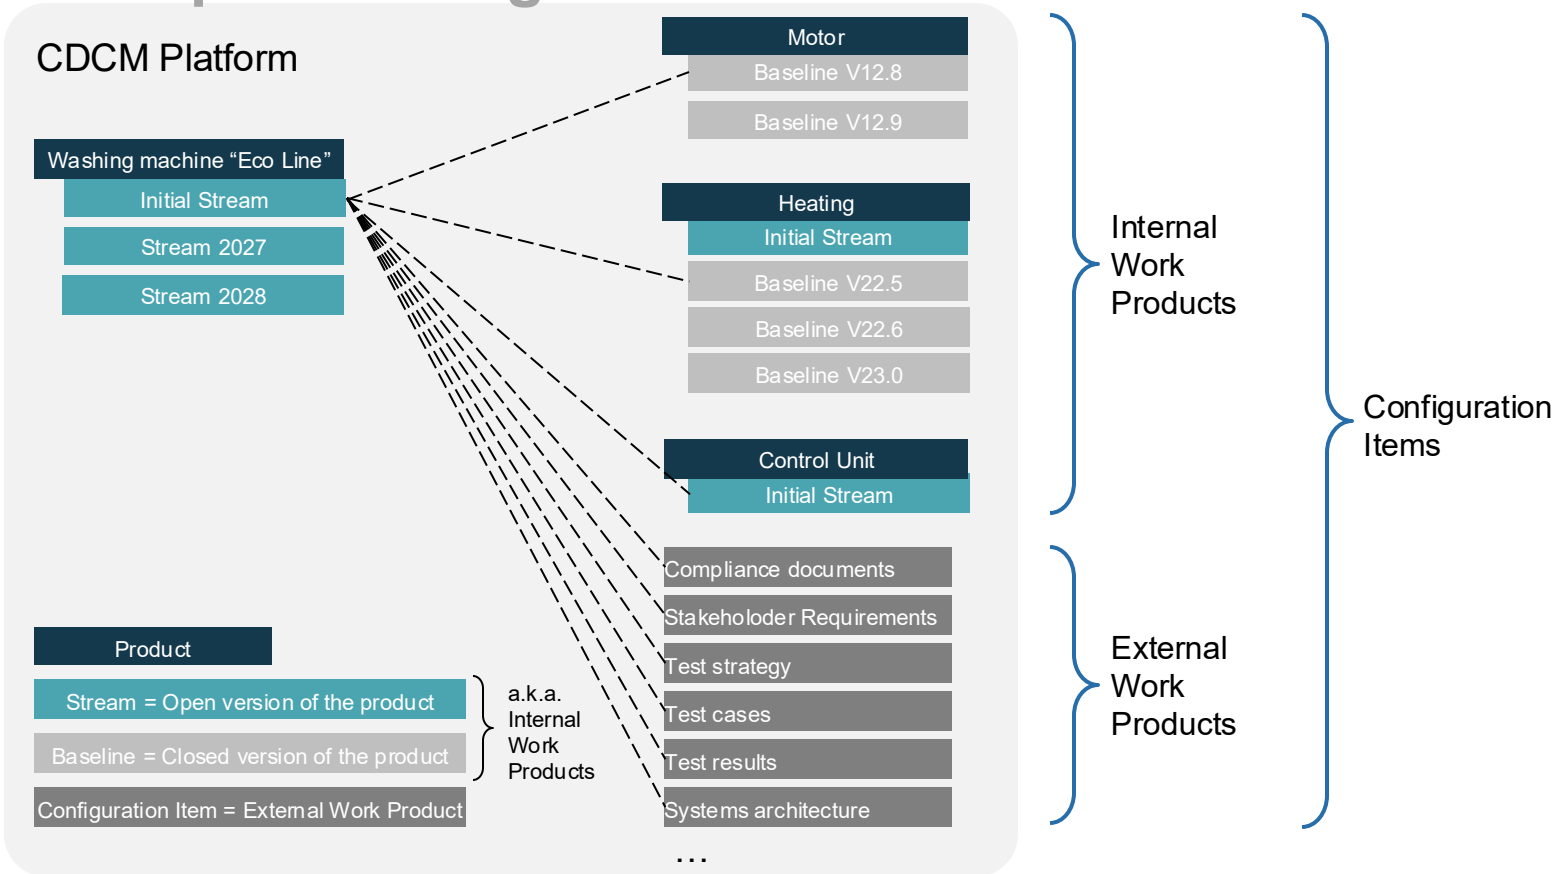 CDCM Platform
Washing machine “Eco Line”
Initial Stream
Stream 2027
Stream 2028
Motor
Baseline V12.8
Baseline V12.9
Heating
Initial Stream
Baseline V22.5
Baseline V22.6
Baseline V23.0
Control Unit
Initial Stream
Compliance documents
Stakeholoder Requirements
Test strategy
Test cases
Test results
Systems architecture
...
Product
Stream = Open version of the product
Baseline = Closed version of the product
Configuration Item = External Work Product
a.k.a.
Internal
Work
Products
Internal
Work
Products
External
Work
Products
Configuration
Items